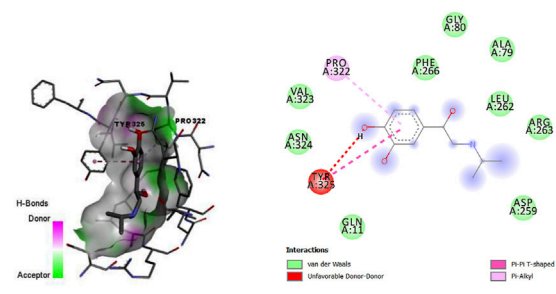 TYR325
PRO322
H-Bonds
Donor
Acceptor
GLY
A:80
ALA
A:79
PRO
A:322
PHE
A:266
VAL
A:323
LEU
A:262
ARG
A:263
ASN
A:324
H
N
TYR
A:325
ASP
A:259
GLN
A:11
Interactions
van der Waals
Unfavorable Donor-Donor
Pi-Pi T-shaped
Pi-Alkyl